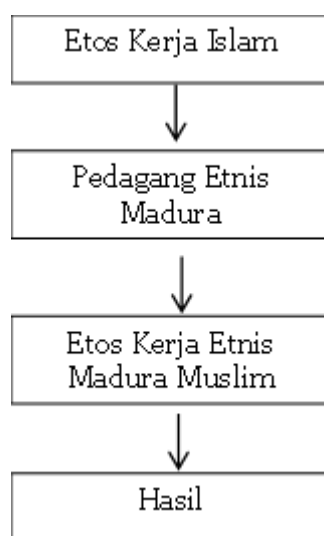 Etos Kerja Islam
Pedagang Etnis
Madura
Etos Kerja Etnis
Madura Muslim
Hasil